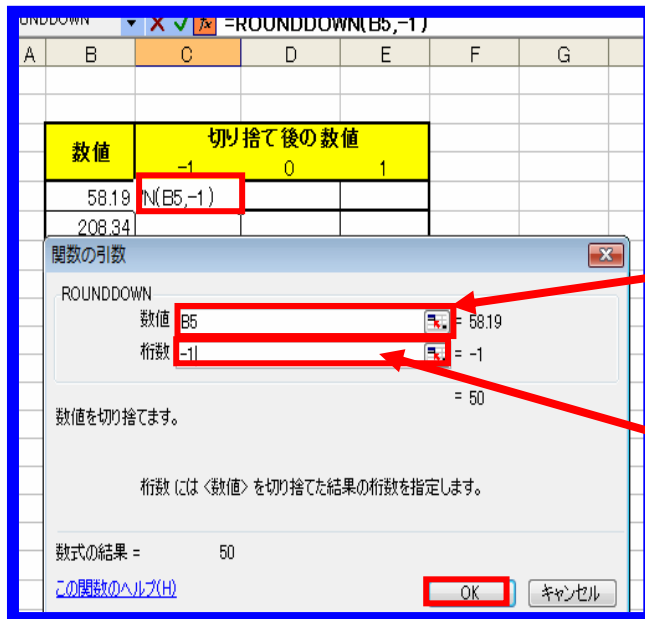 =ROUNDDOWN(B5,-1)
A B C D E F G
数値 切り捨て後の数値
-1 0 1
58.19 'N(B5,-1)
208.34
関数の引数
ROUNDDOWN
数値 B5 = 58.19
桁数 -1 = -1
= 50
数値を切り捨てます。
桁数 には <数値> を切り捨てた結果の桁数を指定します。
数式の結果 = 50
この関数のヘルプ(H) OK キャンセル